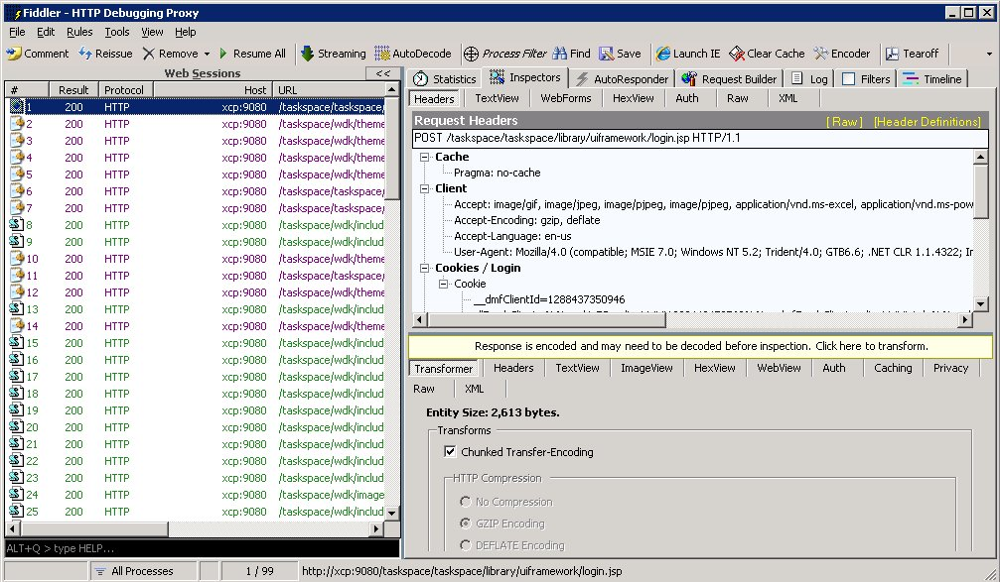 Fiddler - HTTP Debugging Proxy
File Edit Rules Tools View Help
Comment Reissue Remove Resume All Streaming AutoDecode Process Filter Find Save Launch IE Clear Cache Encoder Tearoff
Web Sessions <<
# Result Protocol Host URL
1 200 HTTP xcp:9080 /taskspace/taskspace,
2 200 HTTP xcp:9080 /taskspace/wdk/theme
3 200 HTTP xcp:9080 /taskspace/wdk/theme
4 200 HTTP xcp:9080 /taskspace/wdk/theme
5 200 HTTP xcp:9080 /taskspace/wdk/theme
6 200 HTTP xcp:9080 /taskspace/taskspace,
7 200 HTTP xcp:9080 /taskspace/taskspace,
8 200 HTTP xcp:9080 /taskspace/wdk/includ
9 200 HTTP xcp:9080 /taskspace/wdk/includ
10 200 HTTP xcp:9080 /taskspace/wdk/theme
11 200 HTTP xcp:9080 /taskspace/taskspace,
12 200 HTTP xcp:9080 /taskspace/wdk/theme
13 200 HTTP xcp:9080 /taskspace/wdk/includ
14 200 HTTP xcp:9080 /taskspace/wdk/theme
15 200 HTTP xcp:9080 /taskspace/wdk/includ
16 200 HTTP xcp:9080 /taskspace/wdk/includ
17 200 HTTP xcp:9080 /taskspace/wdk/includ
18 200 HTTP xcp:9080 /taskspace/wdk/includ
19 200 HTTP xcp:9080 /taskspace/wdk/includ
20 200 HTTP xcp:9080 /taskspace/wdk/includ
21 200 HTTP xcp:9080 /taskspace/wdk/includ
22 200 HTTP xcp:9080 /taskspace/wdk/includ
23 200 HTTP xcp:9080 /taskspace/wdk/includ
24 200 HTTP xcp:9080 /taskspace/wdk/image
25 200 HTTP xcp:9080 /taskspace/wdk/includ
ALT+Q > type HELP...
Statistics Inspectors AutoResponder Request Builder Log Filters Timeline
Headers TextView WebForms HexView Auth Raw XML
Request Headers [ Raw ] [Header Definitions]
POST /taskspace/taskspace/library/uiframework/login.jsp HTTP/1.1
Cache
Pragma: no-cache
Client
Accept: image/gif, image/jpeg, image/pjpeg, image/pjpeg, application/vnd.ms-excel, application/vnd.ms-pow
Accept-Encoding: gzip, deflate
Accept-Language: en-us
User-Agent: Mozilla/4.0 (compatible; MSIE 7.0; Windows NT 5.2; Trident/4.0; GTB6.6; .NET CLR 1.1.4322; In
Cookies / Login
Cookie
__dmfClientId=1288437350946
Response is encoded and may need to be decoded before inspection. Click here to transform.
Transformer Headers TextView ImageView HexView WebView Auth Caching Privacy
Raw XML
Entity Size: 2,613 bytes.
Transforms
Chunked Transfer-Encoding
HTTP Compression
No Compression
GZIP Encoding
DEFLATE Encoding
All Processes 1 / 99 http://xcp:9080/taskspace/taskspace/library/uiframework/login.jsp